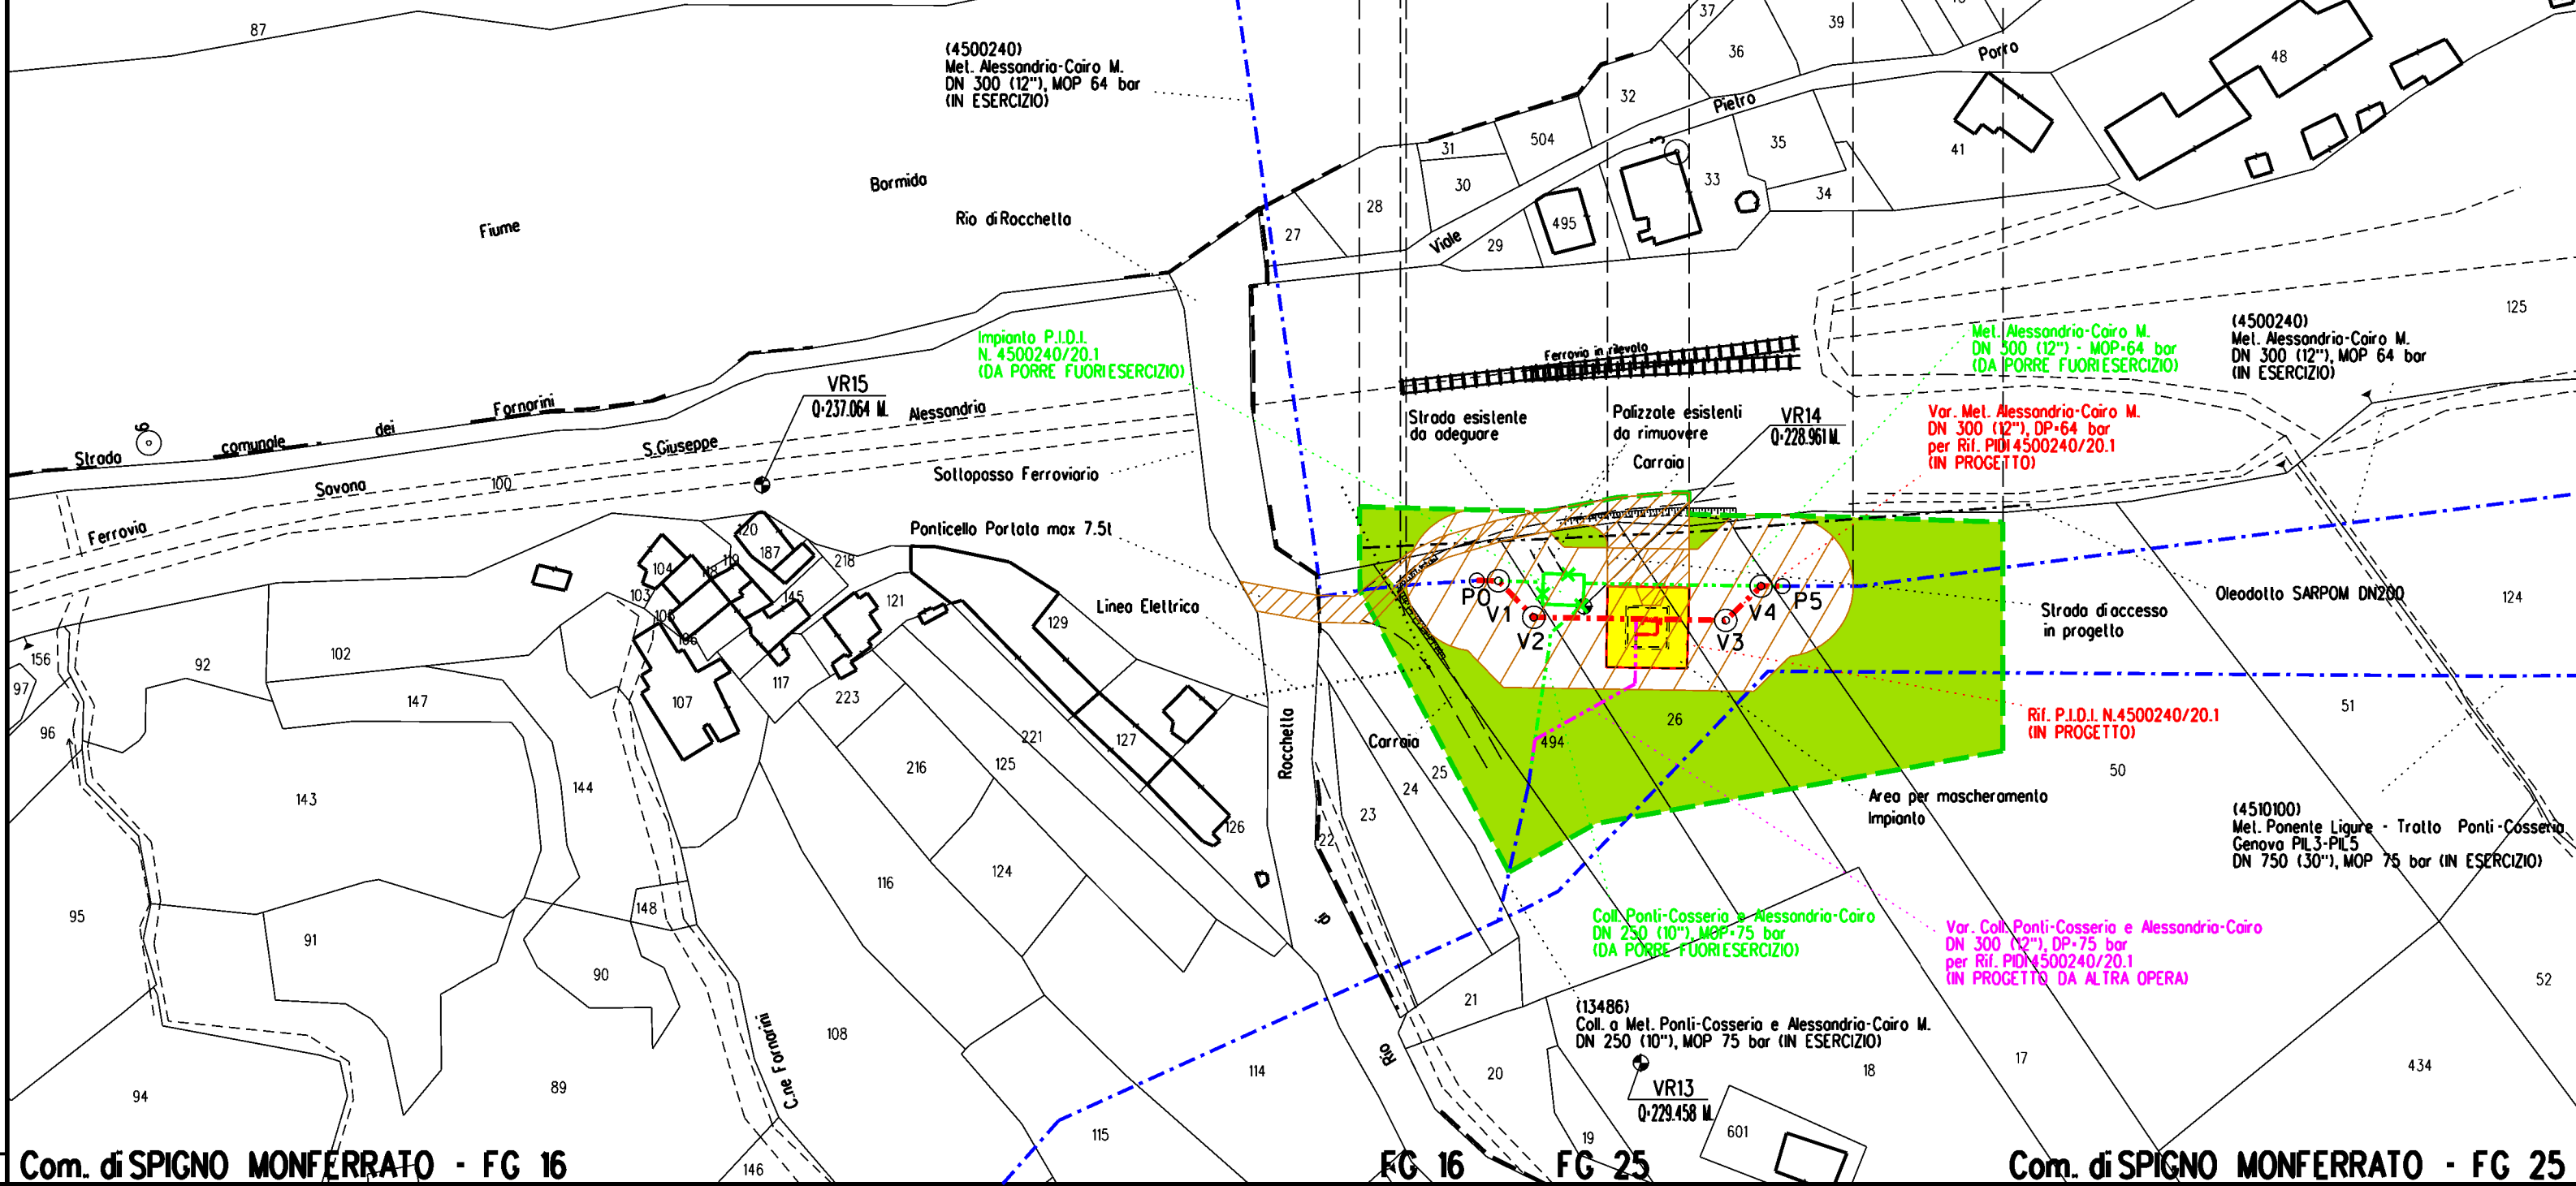 87
(4500240)
Met. Alessandria-Cairo M.
DN 300 (12"), MOP 64 bar
(IN ESERCIZIO)
Bormida
Fiume
Rio di Rocchetta
37
36
39
32
504
31
30
28
27
29
495
33
35
34
41
48
3
Viale
Pietro
Porro
125
Impianto P.I.D.I.
N. 4500240/20.1
(DA PORRE FUORI ESERCIZIO)
Ferrovia in rilevato
Met. Alessandria-Cairo M.
DN 300 (12") - MOP=64 bar
(DA PORRE FUORI ESERCIZIO)
(4500240)
Met. Alessandria-Cairo M.
DN 300 (12"), MOP 64 bar
(IN ESERCIZIO)
VR15
Q=237.064 M.
Strada comunale dei Fornarini
6
Ferrovia Savona S.Giuseppe Alessandria
100
Strada esistente
da adeguare
Palizzate esistenti
da rimuovere
Carraia
VR14
Q=228.961 M.
Var. Met. Alessandria-Cairo M.
DN 300 (12"), DP=64 bar
per Rif. PIDI 4500240/20.1
(IN PROGETTO)
Sottopasso Ferroviario
Ponticello Portata max 7.5t
Linea Elettrica
P0
V1
V2
V3
V4
P5
Oleodotto SARPOM DN200
Strada di accesso
in progetto
124
120
187
119
118
104
103
105
106
145
218
121
129
156
97
92
102
147
107
117
223
96
221
127
125
216
143
144
126
Rocchetta
Carraia
25
24
23
22
494
26
Rif. P.I.D.I. N.4500240/20.1
(IN PROGETTO)
51
50
Area per mascheramento
Impianto
(4510100)
Met. Ponente Ligure - Tratto Ponti-Cosseria
Genova PIL3-PIL5
DN 750 (30"), MOP 75 bar (IN ESERCIZIO)
116
124
95
91
148
90
Coll. Ponti-Cosseria e Alessandria-Cairo
DN 250 (10"), MOP=75 bar
(DA PORRE FUORI ESERCIZIO)
Var. Coll. Ponti-Cosseria e Alessandria-Cairo
DN 300 (12"), DP=75 bar
per Rif. PIDI 4500240/20.1
(IN PROGETTO DA ALTRA OPERA)
52
21
(13486)
Coll. a Met. Ponti-Cosseria e Alessandria-Cairo M.
DN 250 (10"), MOP 75 bar (IN ESERCIZIO)
di
Rio
C.ne Fornarini
108
114
20
18
17
434
VR13
Q=229.458 M.
94
89
115
19
601
146
Com. di SPIGNO MONFERRATO - FG 16
FG 16
FG 25
Com. di SPIGNO MONFERRATO - FG 25